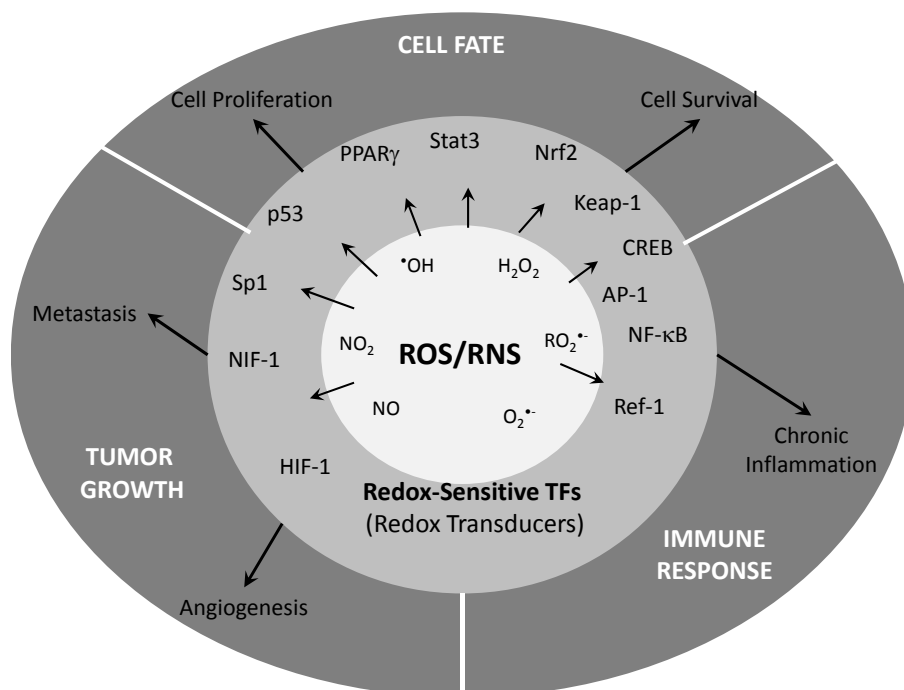 CELL FATE
Cell Proliferation
Cell Survival
Stat3
PPARγ
Nrf2
p53
Keap-1
CREB
•OH
H₂O₂
Sp1
AP-1
Metastasis
NF-κB
NO₂
ROS/RNS
RO₂•-
NIF-1
NO
O₂•-
Ref-1
Chronic
Inflammation
TUMOR
GROWTH
HIF-1
Redox-Sensitive TFs
(Redox Transducers)
IMMUNE
RESPONSE
Angiogenesis